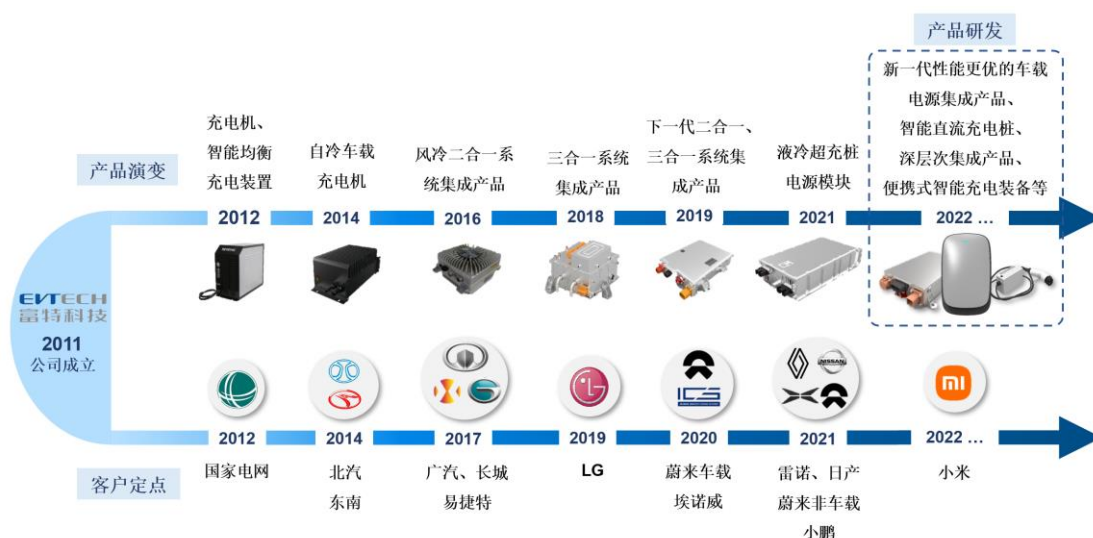 产品研发
新一代性能更优的车载
电源集成产品、
智能直流充电桩、
深层次集成产品、
便携式智能充电装备等
产品演变
充电机、
智能均衡
充电装置
自冷车载
充电机
风冷二合一系
统集成产品
三合一系统
集成产品
下一代二合一、
三合一系统集
成产品
液冷超充桩
电源模块
2012
2014
2016
2018
2019
2021
2022 ...
EVTECH
富特科技
2011
公司成立
LG
ICS
NISSAN
mi
2012
2014
2017
2019
2020
2021
2022 ...
客户定点
国家电网
北汽
东南
广汽、长城
易捷特
LG
蔚来车载
埃诺威
雷诺、日产
蔚来非车载
小鹏
小米